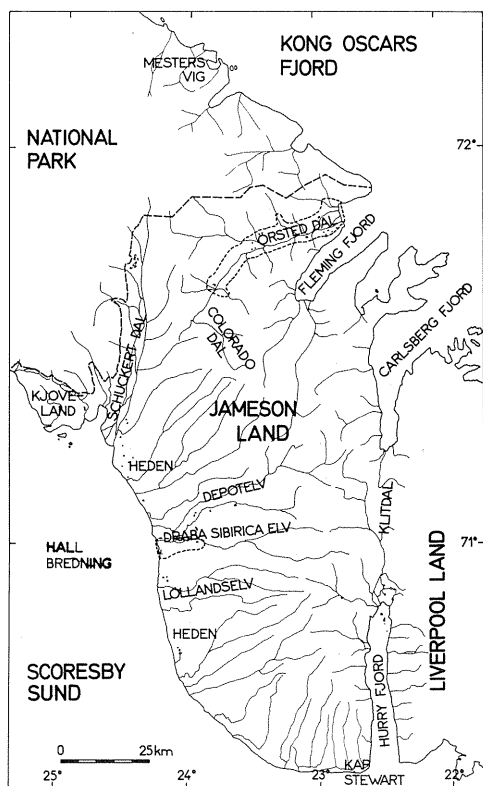 KONG OSCARS
FJORD
MESTERS
VIG
NATIONAL
PARK
72°
ØRSTED DAL
FLEMING FJORD
CARLSBERG FJORD
COLORADO
DAL
SCHUCKERT DAL
KJOVE-
LAND
JAMESON
LAND
HEDEN
DEPOTELV
KLITDAL
DRABA SIBIRICA ELV
HALL
BREDNING
71°
LOLLANDSELV
LIVERPOOL LAND
HEDEN
SCORESBY
SUND
HURRY FJORD
0 25km
KAP
STEWART
25° 24° 23° 22°